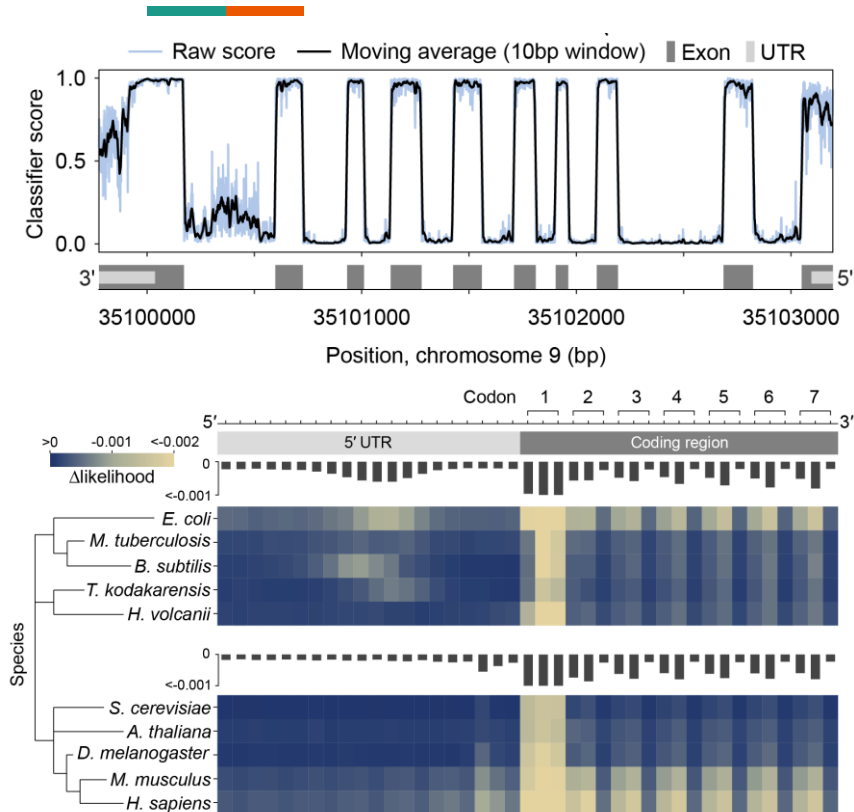 Raw score Moving average (10bp window) Exon UTR
Classifier score
1.0
0.5
0.0
3' 5'
35100000 35101000 35102000 35103000
Position, chromosome 9 (bp)
Codon 1 2 3 4 5 6 7
5′ 3′
5′ UTR Coding region
>0 -0.001 <-0.002
Δlikelihood
0
<-0.001
Species
E. coli
M. tuberculosis
B. subtilis
T. kodakarensis
H. volcanii
0
<-0.001
S. cerevisiae
A. thaliana
D. melanogaster
M. musculus
H. sapiens